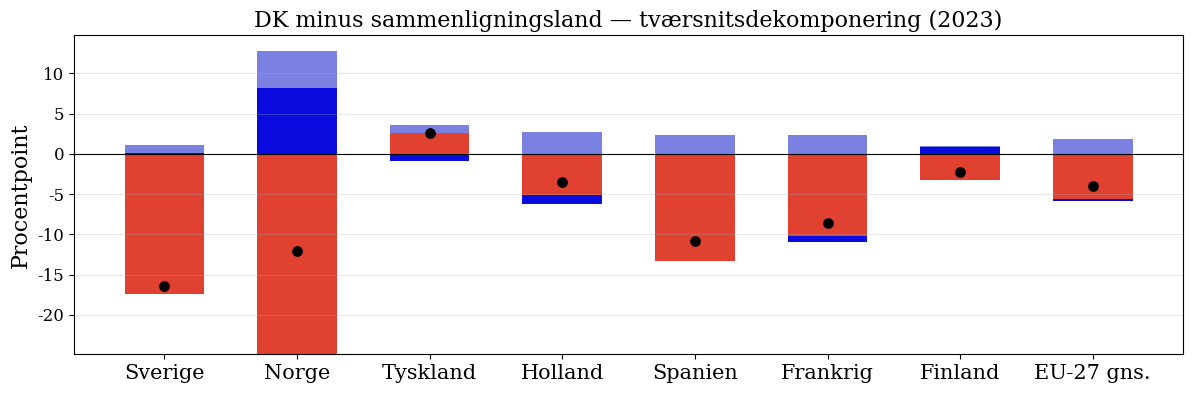 DK minus sammenligningsland — tværsnitsdekomponering (2023)
Procentpoint
10
5
0
-5
-10
-15
-20
Sverige Norge Tyskland Holland Spanien Frankrig Finland EU-27 gns.